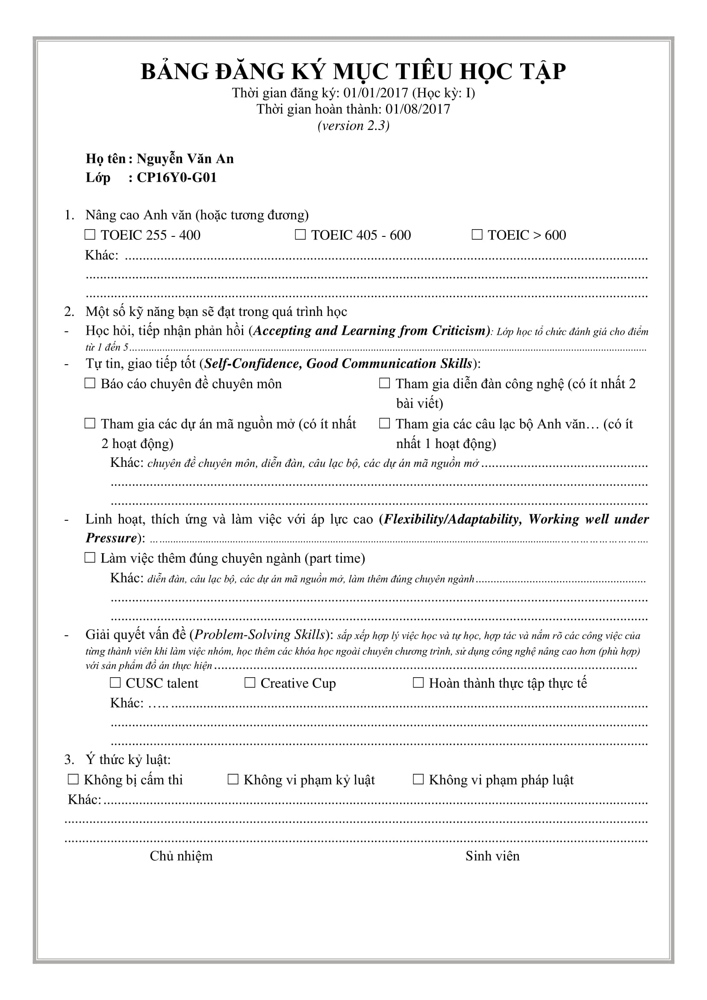 BẢNG ĐĂNG KÝ MỤC TIÊU HỌC TẬP
Thời gian đăng ký: 01/01/2017 (Học kỳ: I)
Thời gian hoàn thành: 01/08/2017
(version 2.3)
Họ tên : Nguyễn Văn An
Lớp : CP16Y0-G01
1. Nâng cao Anh văn (hoặc tương đương)
☐ TOEIC 255 - 400 ☐ TOEIC 405 - 600 ☐ TOEIC > 600
Khác: ....................
....................
....................
2. Một số kỹ năng bạn sẽ đạt trong quá trình học
- Học hỏi, tiếp nhận phản hồi (Accepting and Learning from Criticism): Lớp học tổ chức đánh giá cho điểm
từ 1 đến 5....................
- Tự tin, giao tiếp tốt (Self-Confidence, Good Communication Skills):
☐ Báo cáo chuyên đề chuyên môn ☐ Tham gia diễn đàn công nghệ (có ít nhất 2
bài viết)
☐ Tham gia các dự án mã nguồn mở (có ít nhất ☐ Tham gia các câu lạc bộ Anh văn… (có ít
2 hoạt động) nhất 1 hoạt động)
Khác: chuyên đề chuyên môn, diễn đàn, câu lạc bộ, các dự án mã nguồn mở ....................
....................
....................
- Linh hoạt, thích ứng và làm việc với áp lực cao (Flexibility/Adaptability, Working well under
Pressure): ....................
☐ Làm việc thêm đúng chuyên ngành (part time)
Khác: diễn đàn, câu lạc bộ, các dự án mã nguồn mở, làm thêm đúng chuyên ngành....................
....................
....................
- Giải quyết vấn đề (Problem-Solving Skills): sắp xếp hợp lý việc học và tự học, hợp tác và nắm rõ các công việc của
từng thành viên khi làm việc nhóm, học thêm các khóa học ngoài chuyên chương trình, sử dụng công nghệ nâng cao hơn (phù hợp)
với sản phẩm đồ án thực hiện....................
☐ CUSC talent ☐ Creative Cup ☐ Hoàn thành thực tập thực tế
Khác: ….. ....................
....................
....................
3. Ý thức kỷ luật:
☐ Không bị cấm thi ☐ Không vi phạm kỷ luật ☐ Không vi phạm pháp luật
Khác:....................
....................
....................
Chủ nhiệm Sinh viên